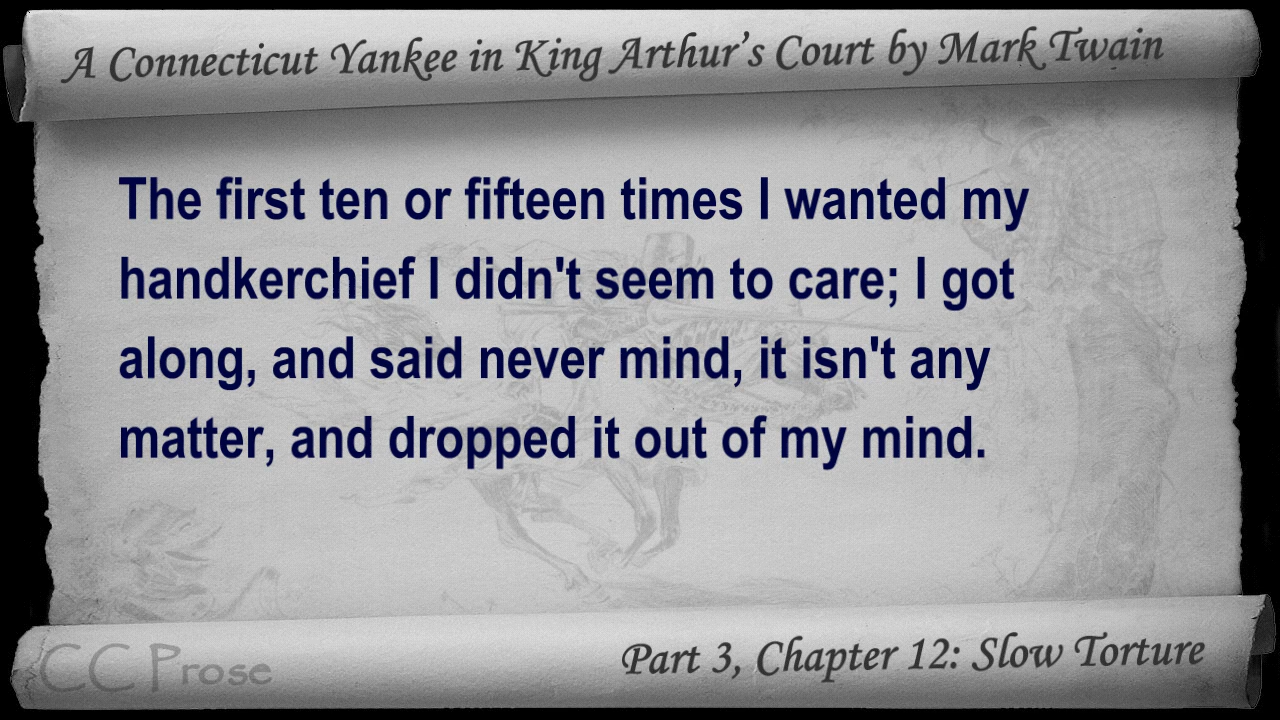 A Connecticut Yankee in King Arthur's Court by Mark Twain
The first ten or fifteen times I wanted my
handkerchief I didn't seem to care; I got
along, and said never mind, it isn't any
matter, and dropped it out of my mind.
CC Prose
Part 3, Chapter 12: Slow Torture